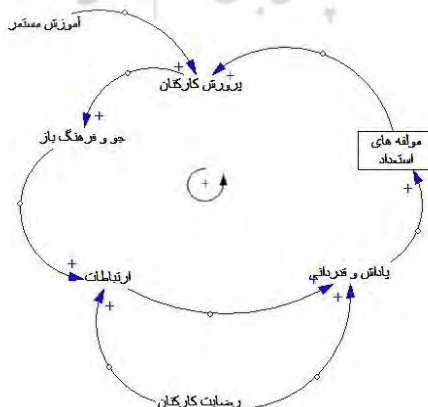 آموزش مستمر
پرورش کارکنان
جو و فرهنگ باز
مولفه های
استعداد
+
ارتباطات
پاداش و قدردانی
رضایت کارکنان